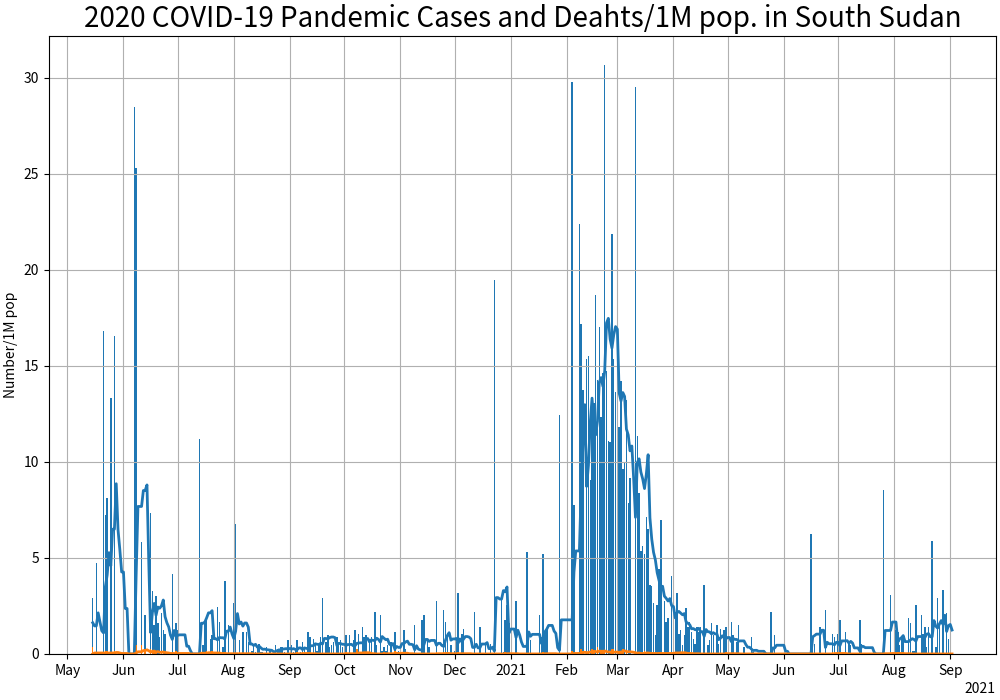 2020 COVID-19 Pandemic Cases and Deahts/1M pop. in South Sudan
Number/1M pop
30
25
20
15
10
5
0
May Jun Jul Aug Sep Oct Nov Dec 2021 Feb Mar Apr May Jun Jul Aug Sep
2021